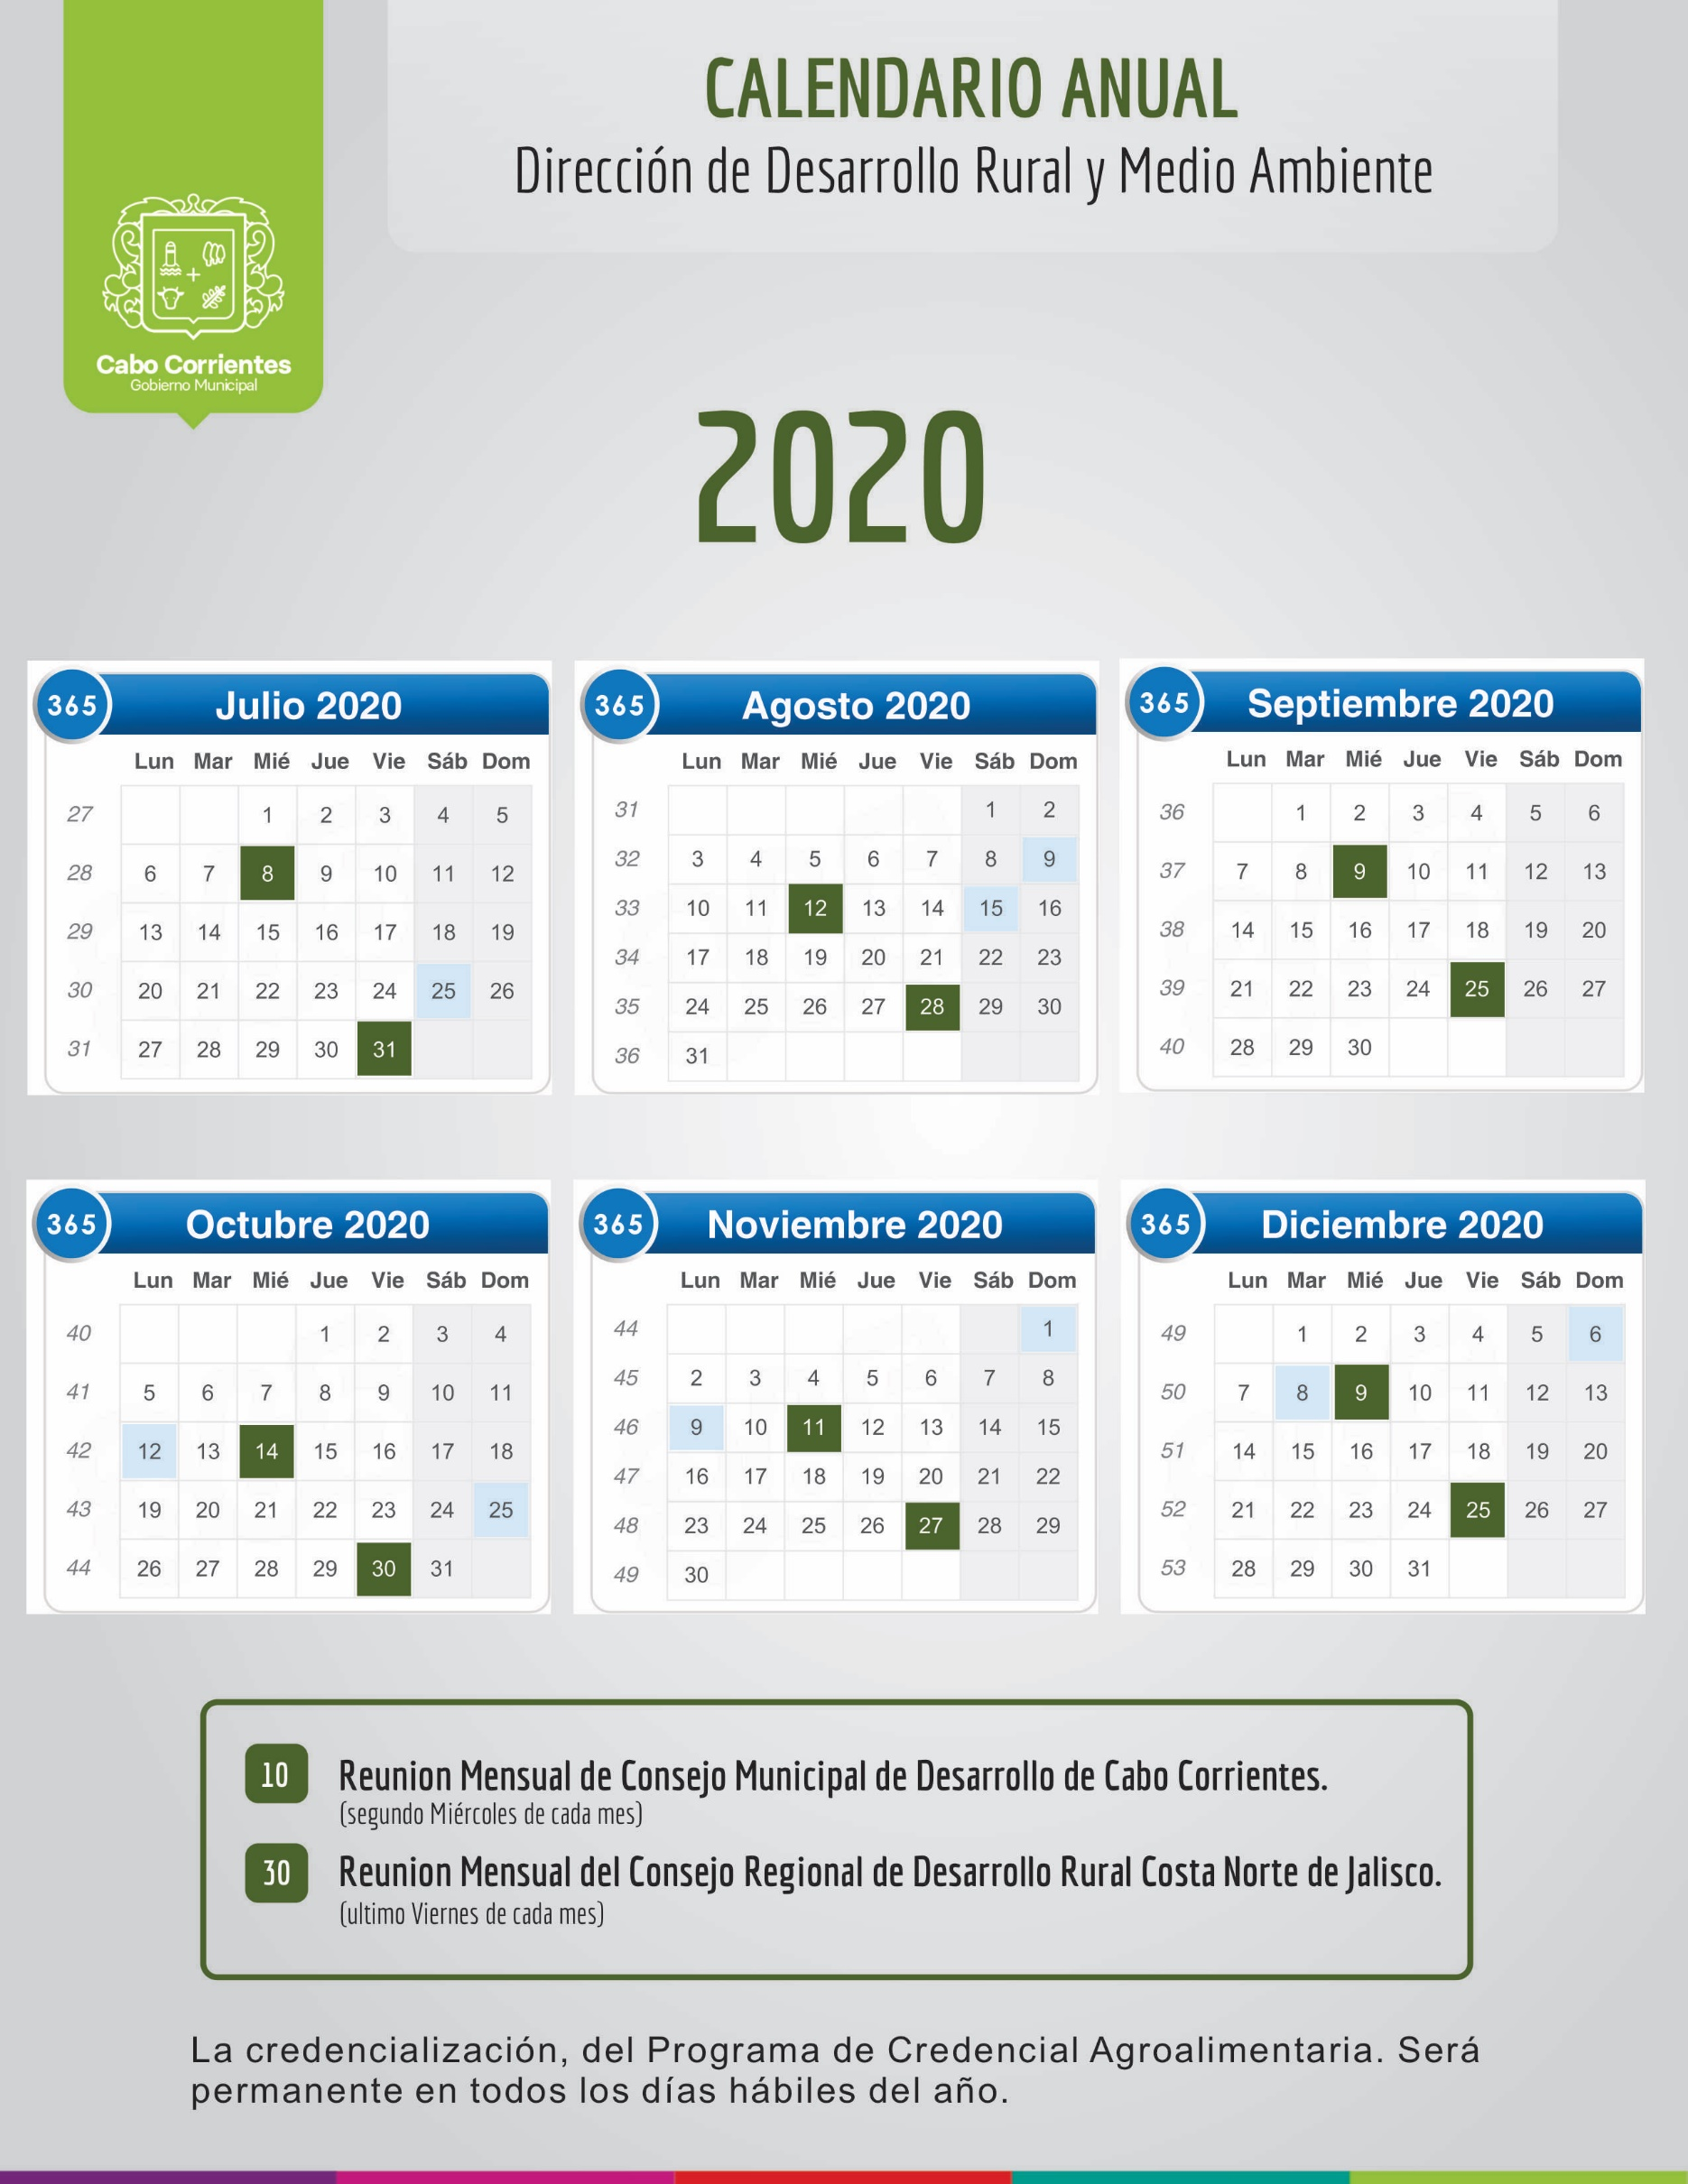 CALENDARIO ANUAL
Dirección de Desarrollo Rural y Medio Ambiente
Cabo Corrientes
Gobierno Municipal
2020
365 Julio 2020
Lun Mar Mié Jue Vie Sáb Dom
27 1 2 3 4 5
28 6 7 8 9 10 11 12
29 13 14 15 16 17 18 19
30 20 21 22 23 24 25 26
31 27 28 29 30 31
365 Agosto 2020
Lun Mar Mié Jue Vie Sáb Dom
31 1 2
32 3 4 5 6 7 8 9
33 10 11 12 13 14 15 16
34 17 18 19 20 21 22 23
35 24 25 26 27 28 29 30
36 31
365 Septiembre 2020
Lun Mar Mié Jue Vie Sáb Dom
36 1 2 3 4 5 6
37 7 8 9 10 11 12 13
38 14 15 16 17 18 19 20
39 21 22 23 24 25 26 27
40 28 29 30
365 Octubre 2020
Lun Mar Mié Jue Vie Sáb Dom
40 1 2 3 4
41 5 6 7 8 9 10 11
42 12 13 14 15 16 17 18
43 19 20 21 22 23 24 25
44 26 27 28 29 30 31
365 Noviembre 2020
Lun Mar Mié Jue Vie Sáb Dom
44 1
45 2 3 4 5 6 7 8
46 9 10 11 12 13 14 15
47 16 17 18 19 20 21 22
48 23 24 25 26 27 28 29
49 30
365 Diciembre 2020
Lun Mar Mié Jue Vie Sáb Dom
49 1 2 3 4 5 6
50 7 8 9 10 11 12 13
51 14 15 16 17 18 19 20
52 21 22 23 24 25 26 27
53 28 29 30 31
10 Reunion Mensual de Consejo Municipal de Desarrollo de Cabo Corrientes.
(segundo Miércoles de cada mes)
30 Reunion Mensual del Consejo Regional de Desarrollo Rural Costa Norte de Jalisco.
(ultimo Viernes de cada mes)
La credencialización, del Programa de Credencial Agroalimentaria. Será
permanente en todos los días hábiles del año.